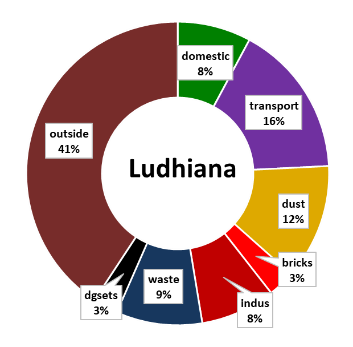 domestic
8%
transport
16%
outside
41%
Ludhiana
dust
12%
bricks
3%
waste
9%
dgsets
3%
indus
8%